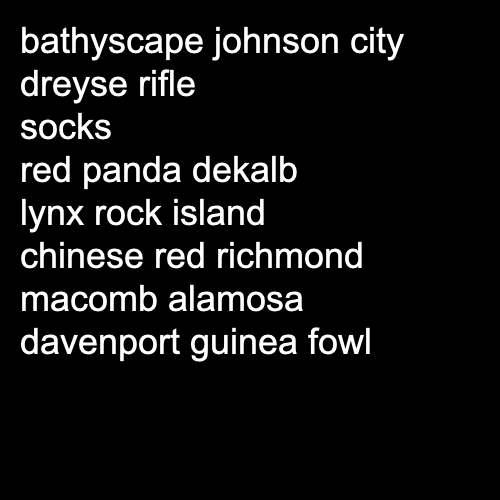 bathyscape johnson city
dreyse rifle
socks
red panda dekalb
lynx rock island
chinese red richmond
macomb alamosa
davenport guinea fowl